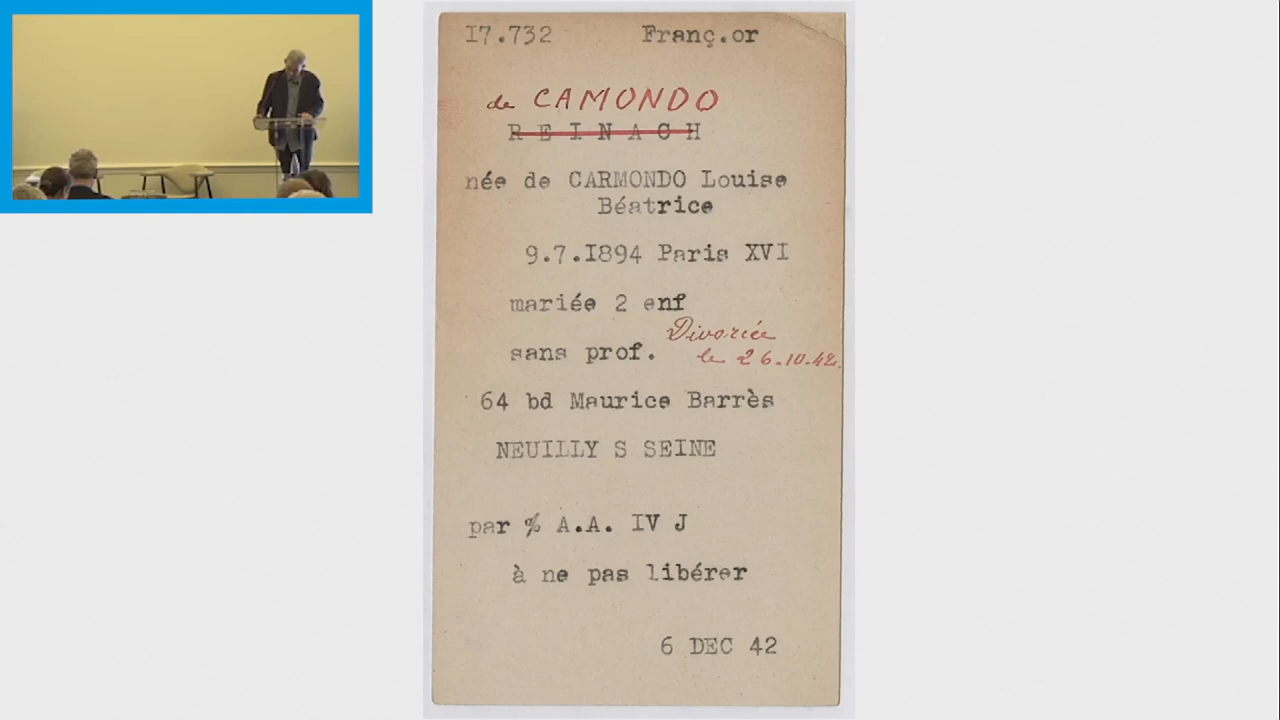 17.732 Franç.or
de CAMONDO
REINACH
née de CARMONDO Louise
Béatrice
9.7.1894 Paris XVI
mariée 2 enf
Divorcée
sans prof.
le 26.10.42.
64 bd Maurice Barrès
NEUILLY S SEINE
par % A.A. IV J
à ne pas libérer
6 DEC 42